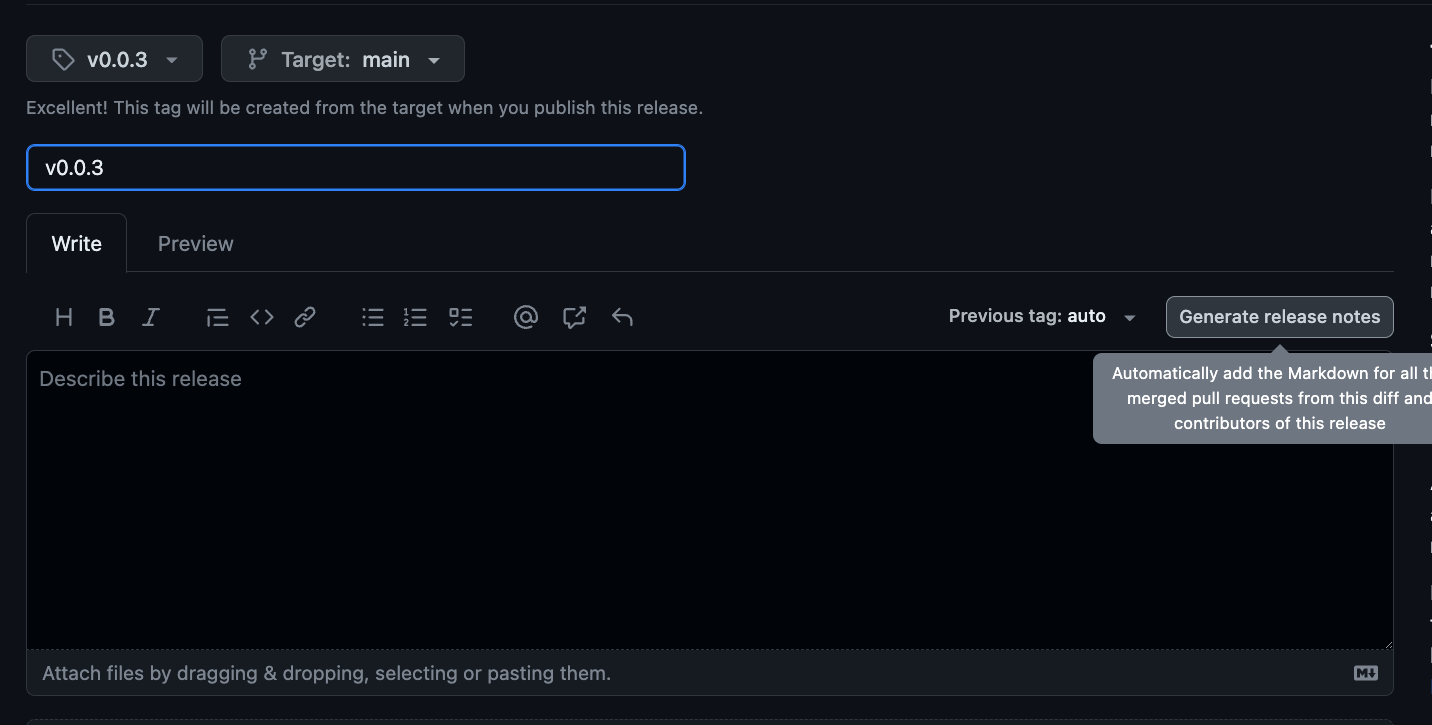 v0.0.3 Target: main
Excellent! This tag will be created from the target when you publish this release.
v0.0.3
Write Preview
H B I @ Previous tag: auto Generate release notes
Describe this release
Automatically add the Markdown for all
merged pull requests from this diff and
contributors of this release
Attach files by dragging & dropping, selecting or pasting them.